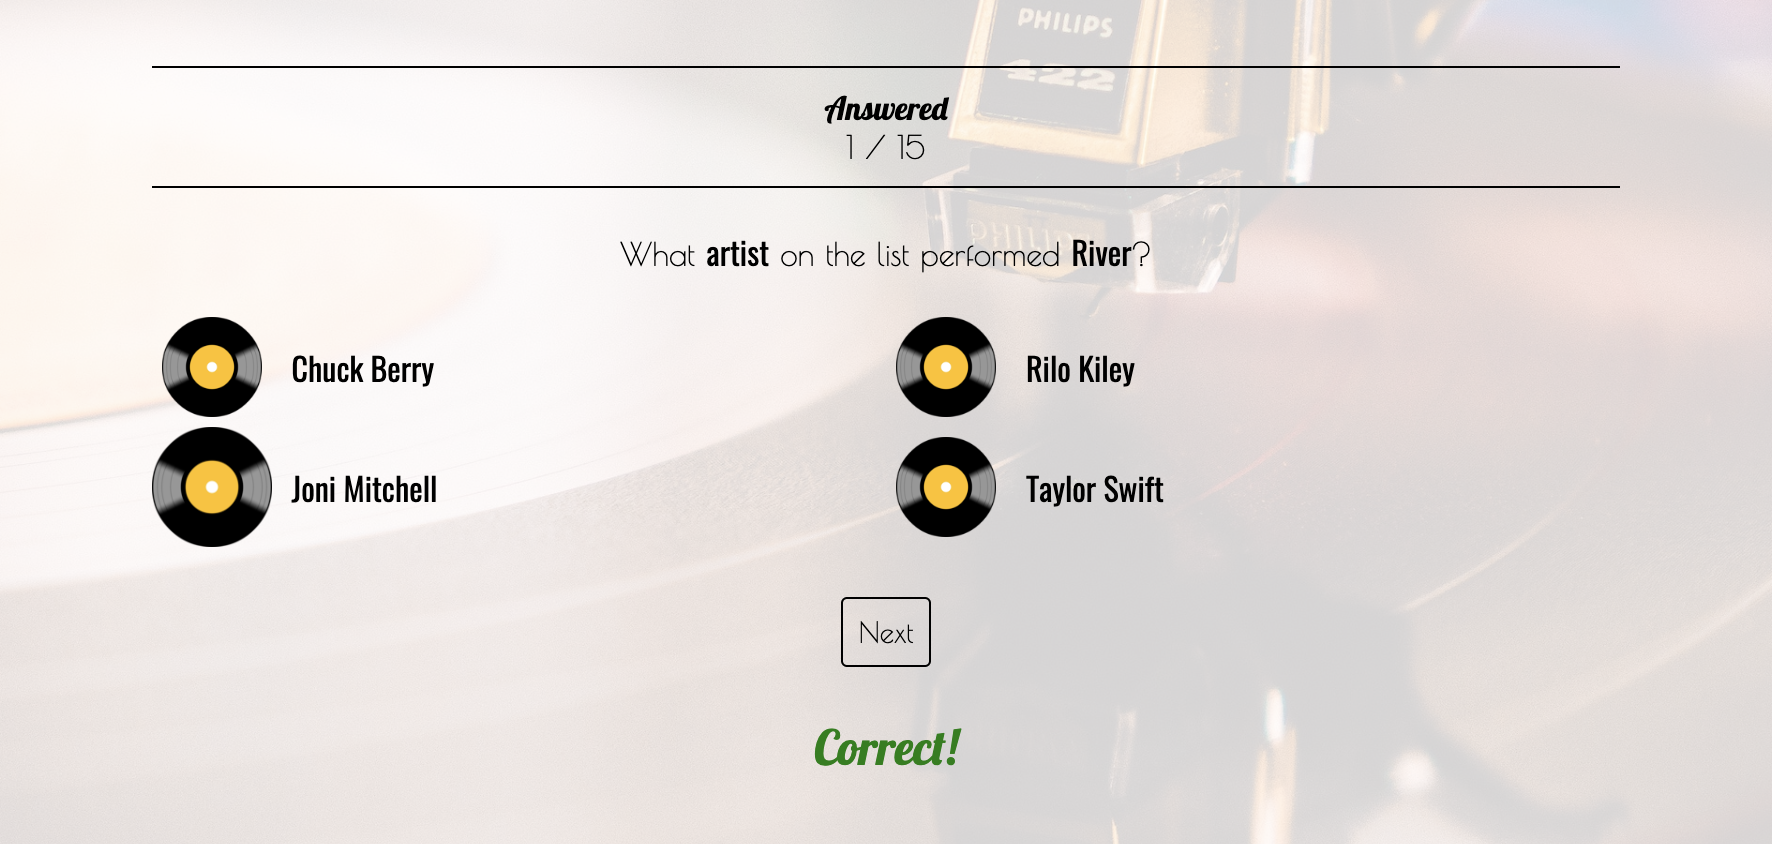 PHILIPS
422
Answered
1 / 15
PHILIPS
What artist on the list performed River?
Chuck Berry
Rilo Kiley
Joni Mitchell
Taylor Swift
Next
Correct!